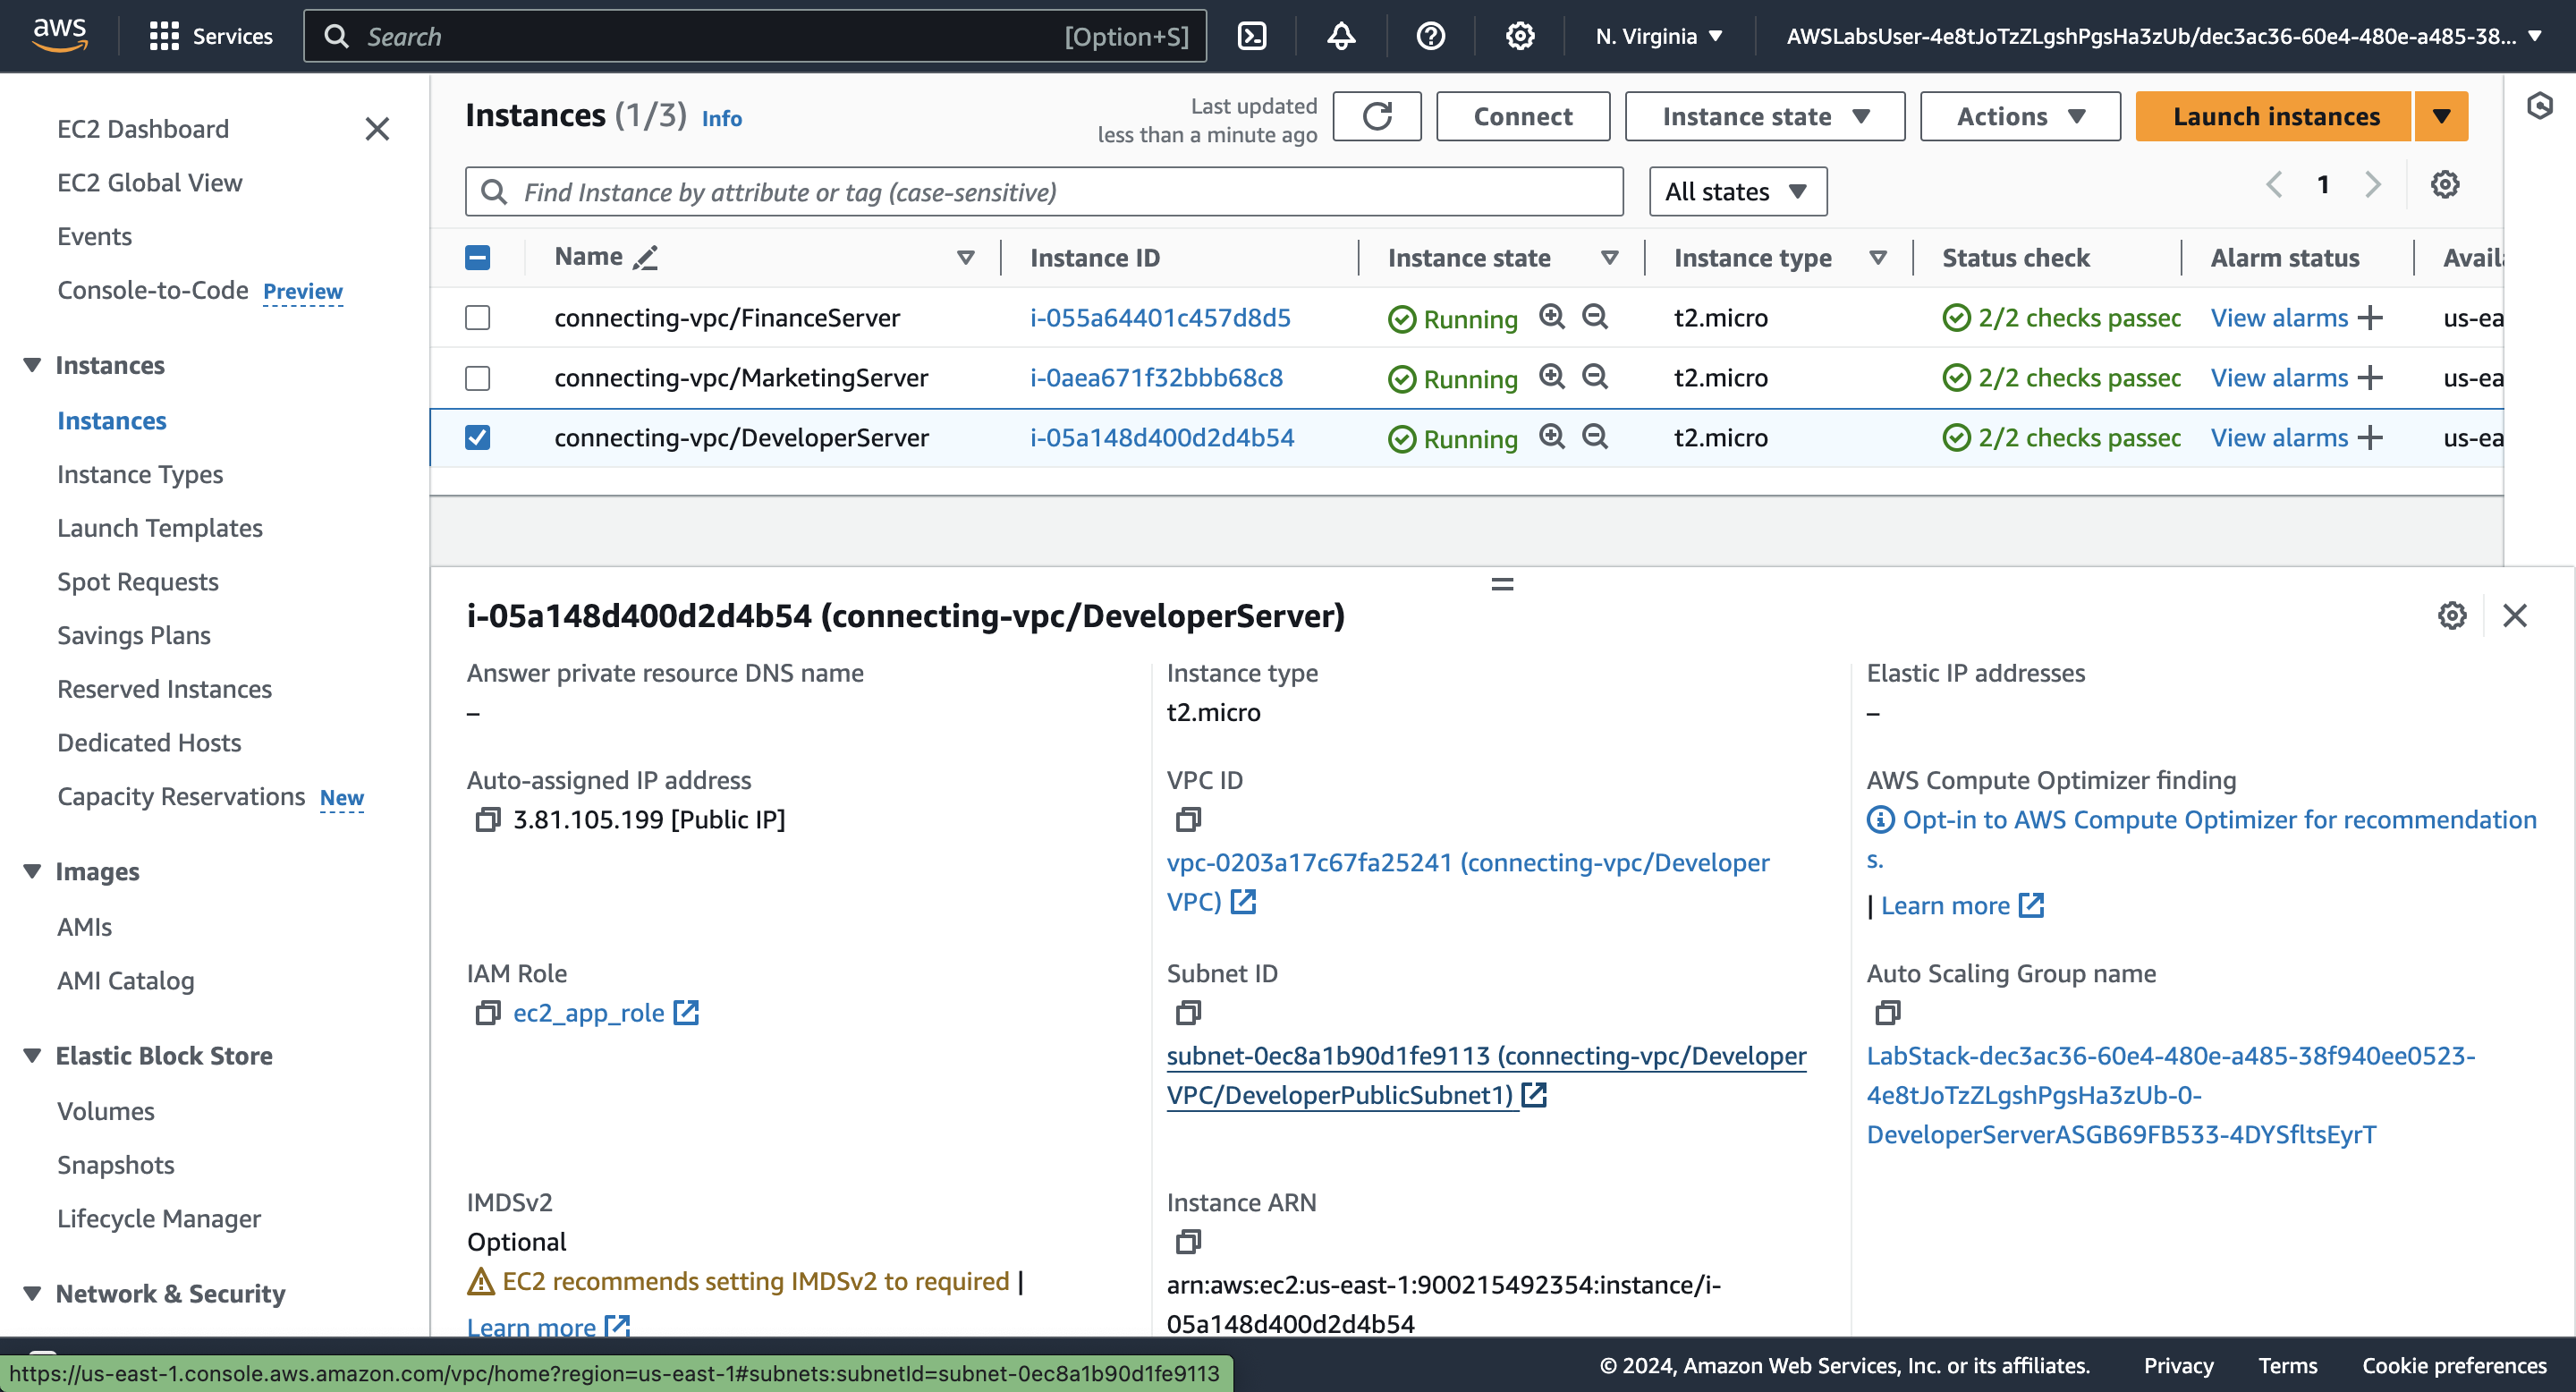 aws
Services
Search
[Option+S]
N. Virginia
AWSLabsUser-4e8tJoTzZLgshPgsHa3zUb/dec3ac36-60e4-480e-a485-38...
EC2 Dashboard
EC2 Global View
Events
Console-to-Code Preview
Instances
Instances
Instance Types
Launch Templates
Spot Requests
Savings Plans
Reserved Instances
Dedicated Hosts
Capacity Reservations New
Images
AMIs
AMI Catalog
Elastic Block Store
Volumes
Snapshots
Lifecycle Manager
Network & Security
Instances (1/3) Info
Last updated
less than a minute ago
Connect
Instance state
Actions
Launch instances
Find Instance by attribute or tag (case-sensitive)
All states
1
Name Instance ID Instance state Instance type Status check Alarm status Avail
connecting-vpc/FinanceServer i-055a64401c457d8d5 Running t2.micro 2/2 checks passed View alarms us-ea
connecting-vpc/MarketingServer i-0aea671f32bbb68c8 Running t2.micro 2/2 checks passed View alarms us-ea
connecting-vpc/DeveloperServer i-05a148d400d2d4b54 Running t2.micro 2/2 checks passed View alarms us-ea
i-05a148d400d2d4b54 (connecting-vpc/DeveloperServer)
Answer private resource DNS name
–
Instance type
t2.micro
Elastic IP addresses
–
Auto-assigned IP address
3.81.105.199 [Public IP]
VPC ID
vpc-0203a17c67fa25241 (connecting-vpc/Developer
VPC)
AWS Compute Optimizer finding
Opt-in to AWS Compute Optimizer for recommendation
s.
| Learn more
IAM Role
ec2_app_role
Subnet ID
subnet-0ec8a1b90d1fe9113 (connecting-vpc/Developer
VPC/DeveloperPublicSubnet1)
Auto Scaling Group name
LabStack-dec3ac36-60e4-480e-a485-38f940ee0523-
4e8tJoTzZLgshPgsHa3zUb-0-
DeveloperServerASGB69FB533-4DYSfltsEyrT
IMDSv2
Optional
EC2 recommends setting IMDSv2 to required |
Learn more
Instance ARN
arn:aws:ec2:us-east-1:900215492354:instance/i-
05a148d400d2d4b54
https://us-east-1.console.aws.amazon.com/vpc/home?region=us-east-1#subnets:subnetId=subnet-0ec8a1b90d1fe9113
© 2024, Amazon Web Services, Inc. or its affiliates.
Privacy
Terms
Cookie preferences